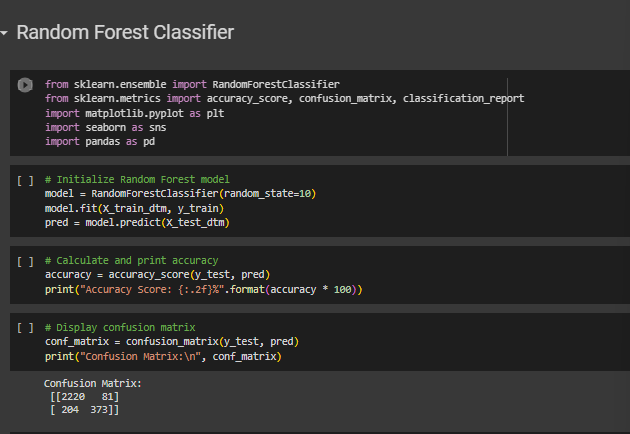 Random Forest Classifier
from sklearn.ensemble import RandomForestClassifier
from sklearn.metrics import accuracy_score, confusion_matrix, classification_report
import matplotlib.pyplot as plt
import seaborn as sns
import pandas as pd
[ ] # Initialize Random Forest model
model = RandomForestClassifier(random_state=10)
model.fit(X_train_dtm, y_train)
pred = model.predict(X_test_dtm)
[ ] # Calculate and print accuracy
accuracy = accuracy_score(y_test, pred)
print("Accuracy Score: {:.2f}%".format(accuracy * 100))
[ ] # Display confusion matrix
conf_matrix = confusion_matrix(y_test, pred)
print("Confusion Matrix:\n", conf_matrix)
Confusion Matrix:
[[2220 81]
[ 204 373]]